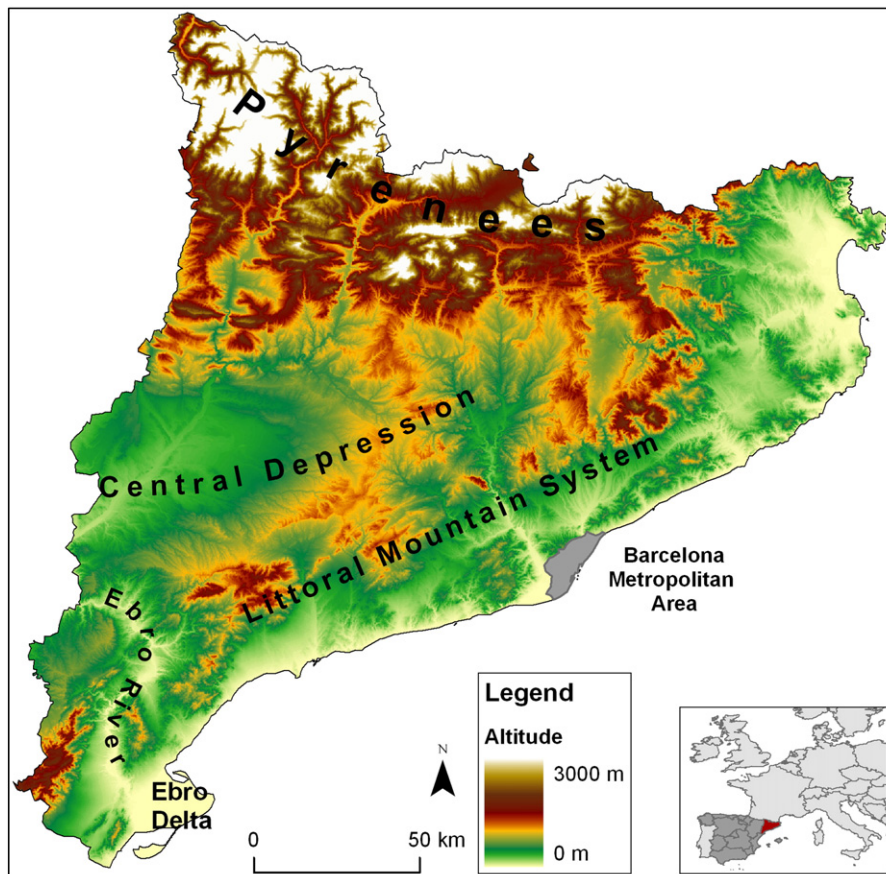 Pyrenees
Central Depression
Littoral Mountain System
Barcelona
Metropolitan
Area
Ebro River
Ebro
Delta
N
0 50 km
Legend
Altitude
3000 m
0 m